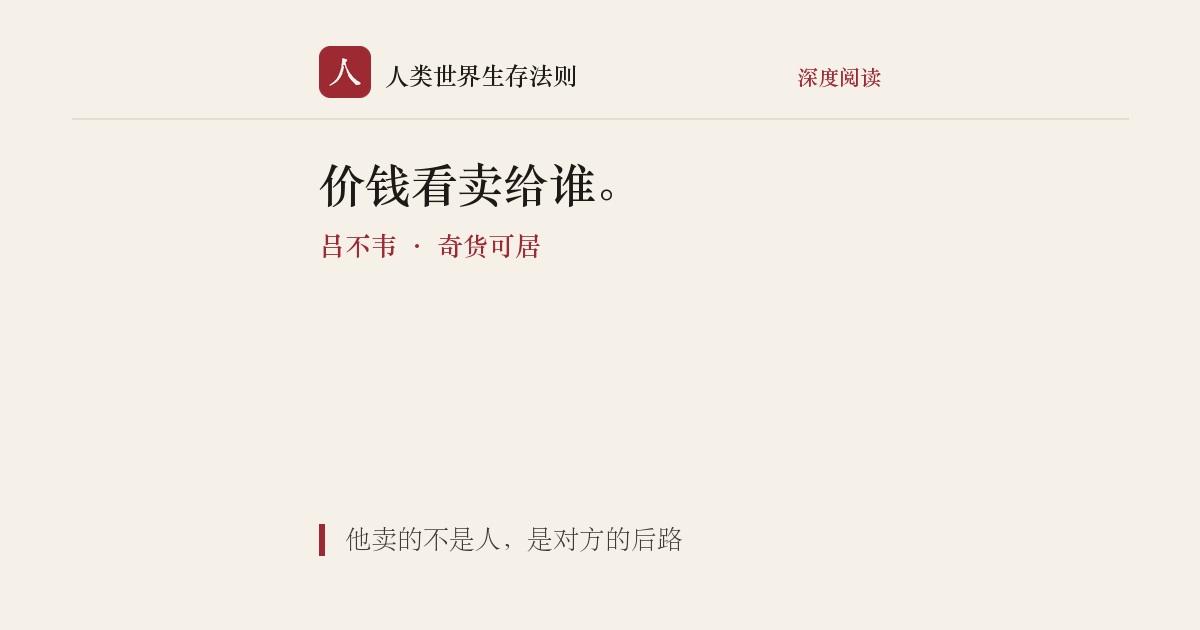 人
人类世界生存法则
深度阅读
价钱看卖给谁。
吕不韦 · 奇货可居
他卖的不是人，是对方的后路